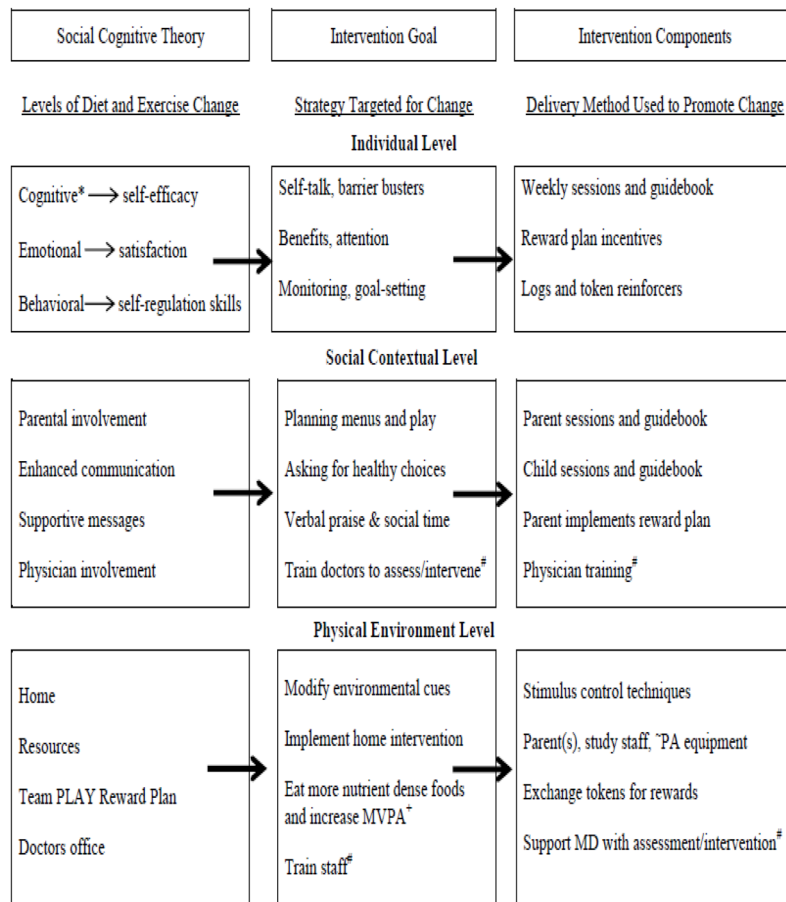 Social Cognitive Theory
Intervention Goal
Intervention Components
Levels of Diet and Exercise Change
Strategy Targeted for Change
Delivery Method Used to Promote Change
Individual Level
Cognitive* → self-efficacy
Emotional → satisfaction
Behavioral → self-regulation skills
Self-talk, barrier busters
Benefits, attention
Monitoring, goal-setting
Weekly sessions and guidebook
Reward plan incentives
Logs and token reinforcers
Social Contextual Level
Parental involvement
Enhanced communication
Supportive messages
Physician involvement
Planning menus and play
Asking for healthy choices
Verbal praise & social time
Train doctors to assess/intervene#
Parent sessions and guidebook
Child sessions and guidebook
Parent implements reward plan
Physician training#
Physical Environment Level
Home
Resources
Team PLAY Reward Plan
Doctors office
Modify environmental cues
Implement home intervention
Eat more nutrient dense foods
and increase MVPA+
Train staff#
Stimulus control techniques
Parent(s), study staff, ~PA equipment
Exchange tokens for rewards
Support MD with assessment/intervention#